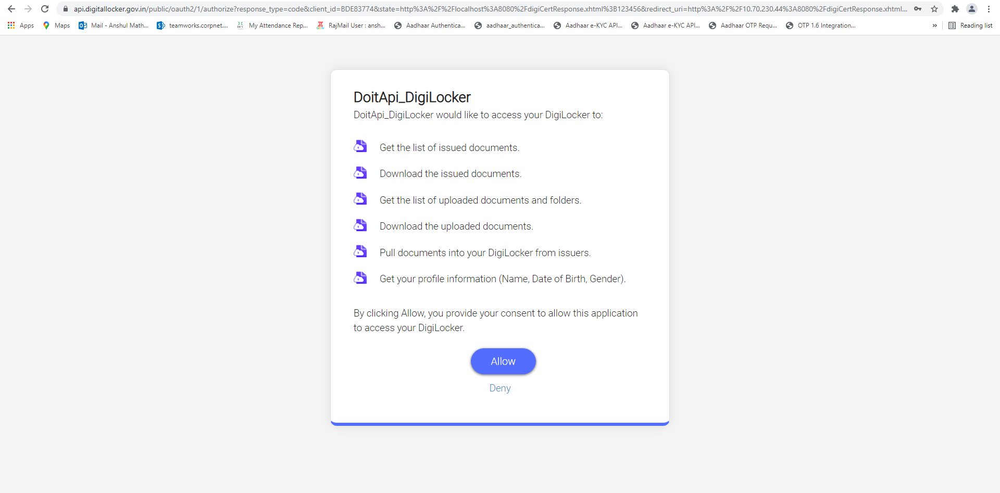 api.digitallocker.gov.in/public/oauth2/1/authorize?response_type=code&client_id=BDE83774&state=http%3A%2F%2Flocalhost%3A8080%2FdigiCertResponse.xhtml%3B123456&redirect_uri=http%3A%2F%2F10.70.230.44%3A8080%2FdigiCertResponse.xhtml...
Apps Maps Mail - Anshul Math... teamworks.corpnet.... My Attendance Rep... RajMail User : ansh... Aadhaar Authentica... aadhaar_authentica... Aadhaar e-KYC API... Aadhaar e-KYC API... Aadhaar OTP Requ... OTP 1.6 Integration... » Reading list
DoitApi_DigiLocker
DoitApi_DigiLocker would like to access your DigiLocker to:
Get the list of issued documents.
Download the issued documents.
Get the list of uploaded documents and folders.
Download the uploaded documents.
Pull documents into your DigiLocker from issuers.
Get your profile information (Name, Date of Birth, Gender).
By clicking Allow, you provide your consent to allow this application
to access your DigiLocker.
Allow
Deny